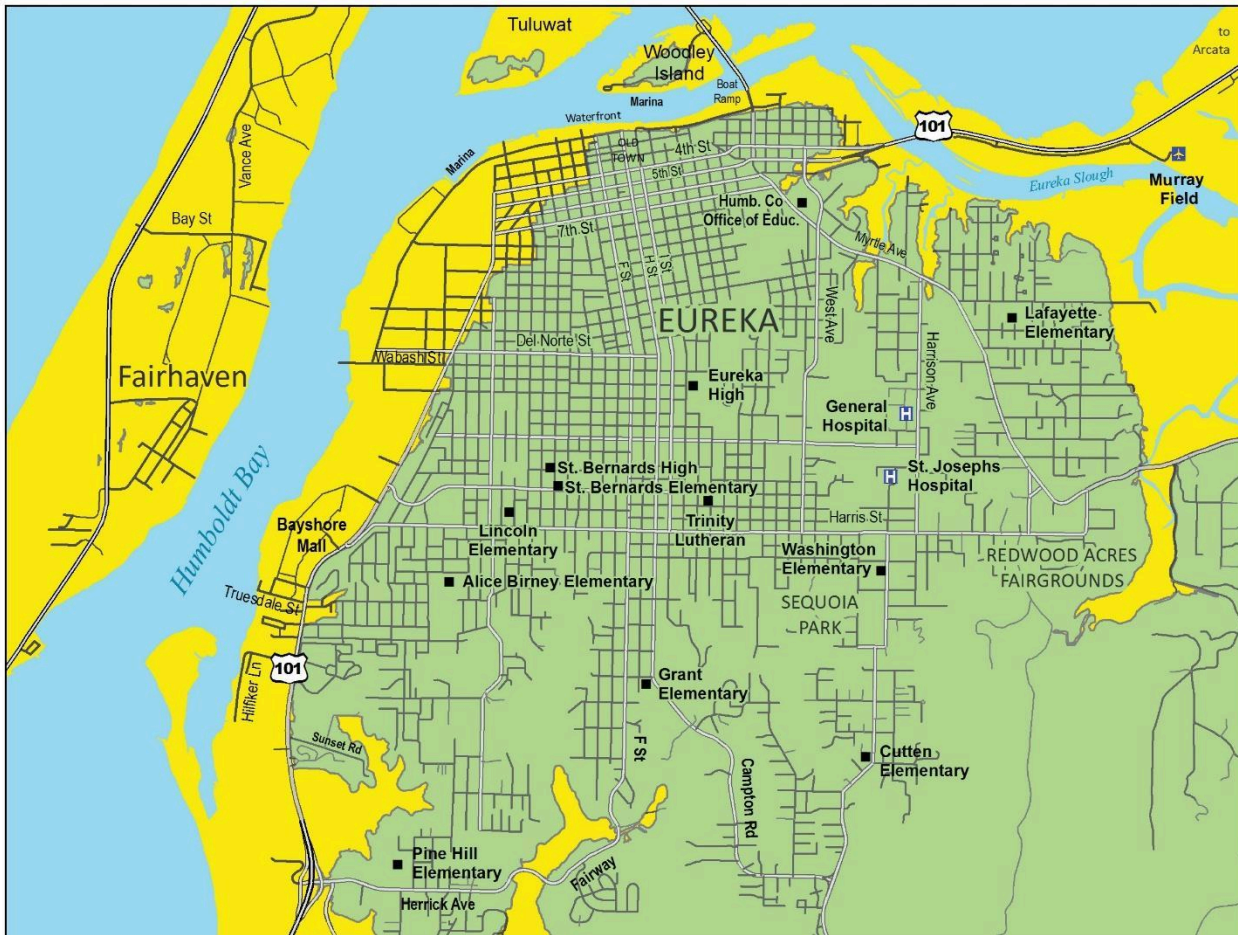 Tuluwat
Woodley
Island
Marina
Boat
Ramp
to
Arcata
Waterfront
101
Eureka Slough
Murray
Field
Vance Ave
Marina
OLD
TOWN
4th St
5th St
7th St
Humb. Co
Office of Educ.
Myrtle Ave
Bay St
F St
H St
I St
West Ave
Harrison Ave
Lafayette
Elementary
EUREKA
Del Norte St
Wabash St
Fairhaven
Eureka
High
General
Hospital
H
Humboldt Bay
St. Bernards High
St. Bernards Elementary
St. Josephs
Hospital
H
Bayshore
Mall
Lincoln
Elementary
Trinity
Lutheran
Harris St
Washington
Elementary
REDWOOD ACRES
FAIRGROUNDS
Alice Birney Elementary
Truesdale St
SEQUOIA
PARK
101
Hilfiker Ln
Grant
Elementary
Sunset Rd
F St
Campton Rd
Cutten
Elementary
Pine Hill
Elementary
Fairway
Herrick Ave